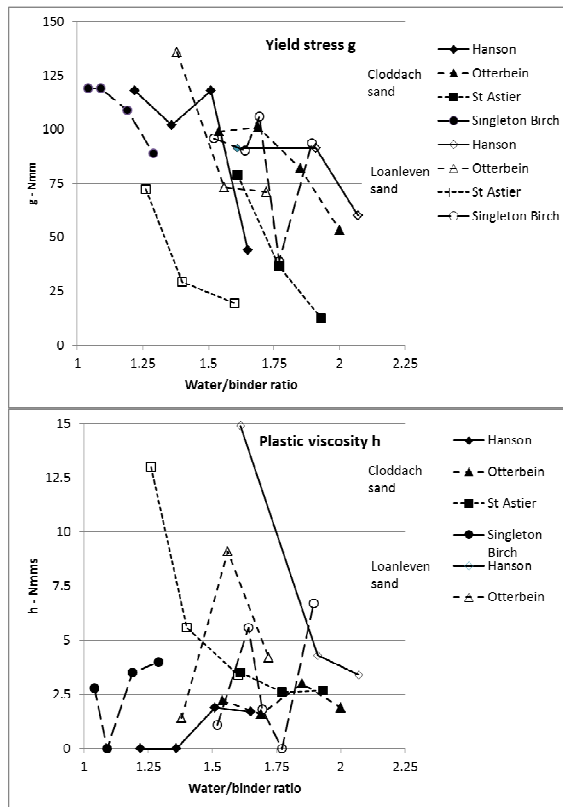 Yield stress g
150
125
100
75
50
25
0
g - Nmm
1
1.25
1.5
1.75
2
2.25
Water/binder ratio
Cloddach
sand
Loanleven
sand
Hanson
Otterbein
St Astier
Singleton Birch
Hanson
Otterbein
St Astier
Singleton Birch
Plastic viscosity h
15
12.5
10
7.5
5
2.5
0
h - Nmms
1
1.25
1.5
1.75
2
2.25
Water/binder ratio
Cloddach
sand
Loanleven
sand
Hanson
Otterbein
St Astier
Singleton
Birch
Hanson
Otterbein